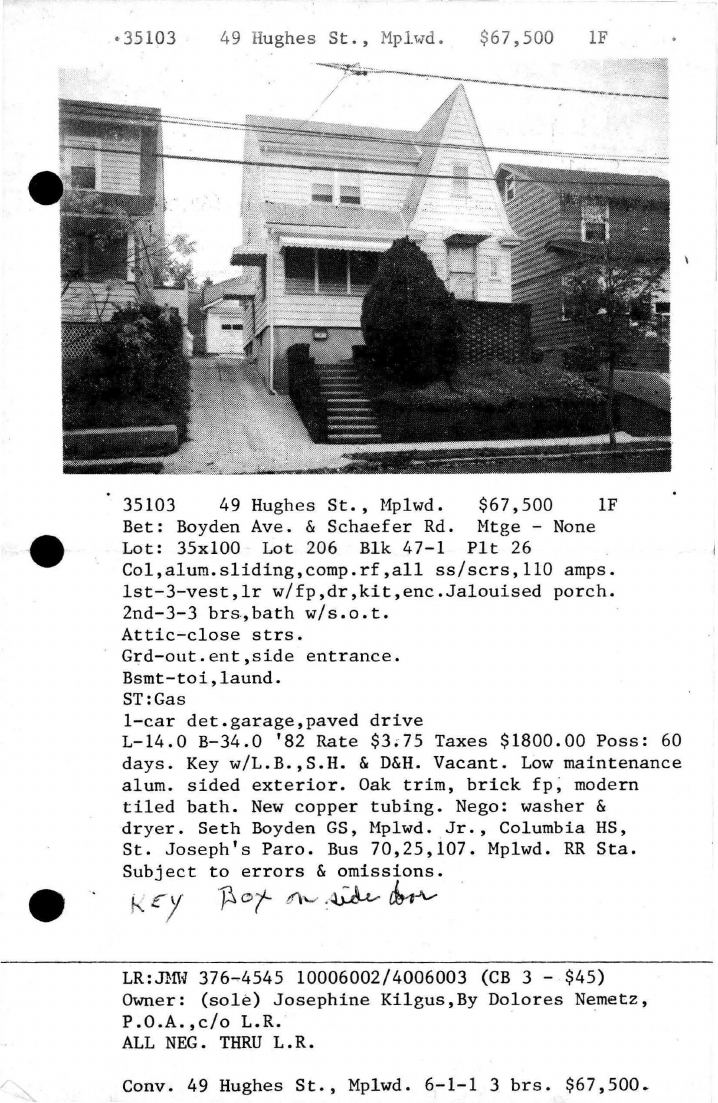 35103 49 Hughes St., Mplwd. $67,500 1F
35103 49 Hughes St., Mplwd. $67,500 1F
Bet: Boyden Ave. & Schaefer Rd. Mtge - None
Lot: 35x100 Lot 206 Blk 47-1 Plt 26
Col,alum.sliding,comp.rf,all ss/scrs,110 amps.
1st-3-vest,lr w/fp,dr,kit,enc.Jalouised porch.
2nd-3-3 brs,bath w/s.o.t.
Attic-close strs.
Grd-out.ent,side entrance.
Bsmt-toi,laund.
ST:Gas
1-car det.garage,paved drive
L-14.0 B-34.0 '82 Rate $3.75 Taxes $1800.00 Poss: 60
days. Key w/L.B.,S.H. & D&H. Vacant. Low maintenance
alum. sided exterior. Oak trim, brick fp, modern
tiled bath. New copper tubing. Nego: washer &
dryer. Seth Boyden GS, Mplwd. Jr., Columbia HS,
St. Joseph's Paro. Bus 70,25,107. Mplwd. RR Sta.
Subject to errors & omissions.
KEY Box on side door
LR:JMW 376-4545 10006002/4006003 (CB 3 - $45)
Owner: (sole) Josephine Kilgus,By Dolores Nemetz,
P.O.A.,c/o L.R.
ALL NEG. THRU L.R.
Conv. 49 Hughes St., Mplwd. 6-1-1 3 brs. $67,500.